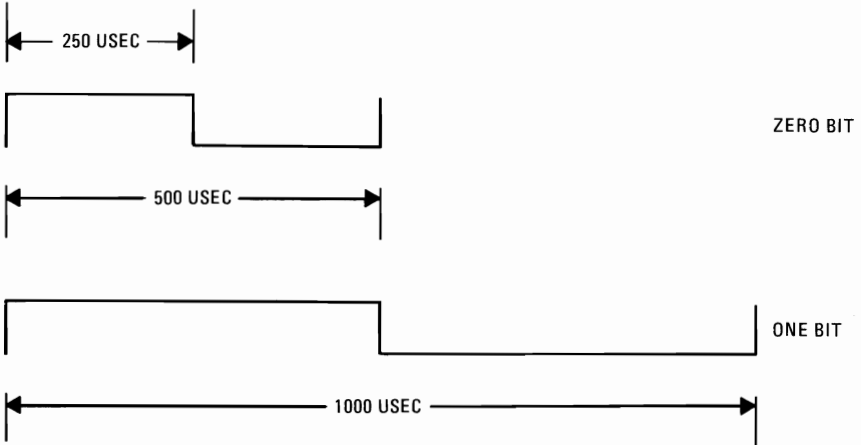 250 USEC
ZERO BIT
500 USEC
ONE BIT
1000 USEC